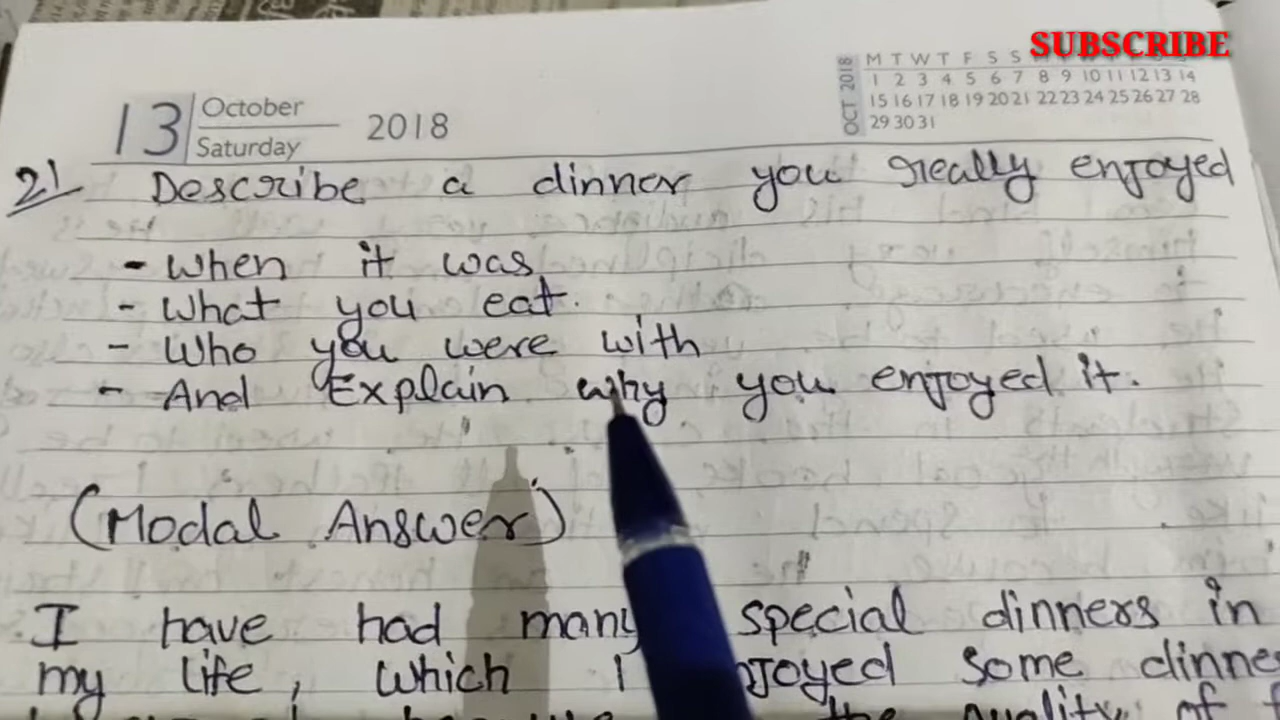 SUBSCRIBE
13 October 2018
Saturday
OCT 2018
M T W T F S S
1 2 3 4 5 6 7 8 9 10 11 12 13 14
15 16 17 18 19 20 21 22 23 24 25 26 27 28
29 30 31
21 Describe a dinner you really enjoyed
- When it was
- What you eat.
- Who you were with
- And Explain why you enjoyed it.
(Modal Answer)
I have had many special dinners in
my life, which I enjoyed some
the quality of